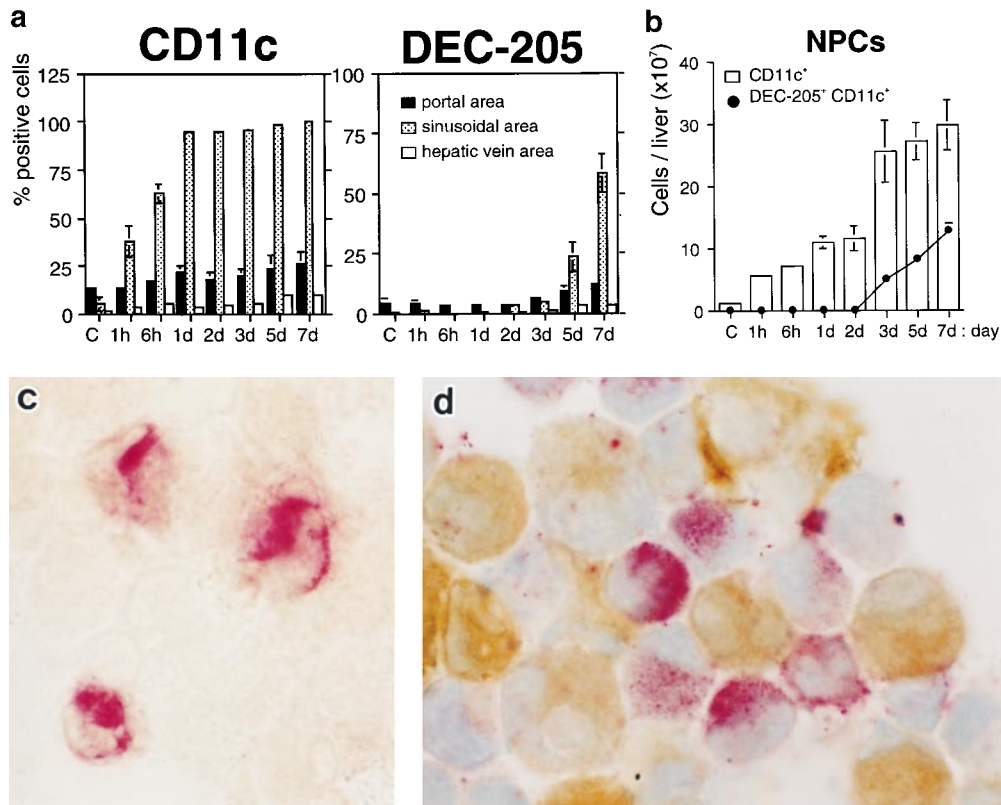 a
CD11c
DEC-205
% positive cells
125
100
75
50
25
0
C 1h 6h 1d 2d 3d 5d 7d
100
75
50
25
0
portal area
sinusoidal area
hepatic vein area
C 1h 6h 1d 2d 3d 5d 7d
b
NPCs
Cells / liver (x10⁷)
40
30
20
10
0
CD11c⁺
DEC-205⁺ CD11c⁺
C 1h 6h 1d 2d 3d 5d 7d : day
c
d